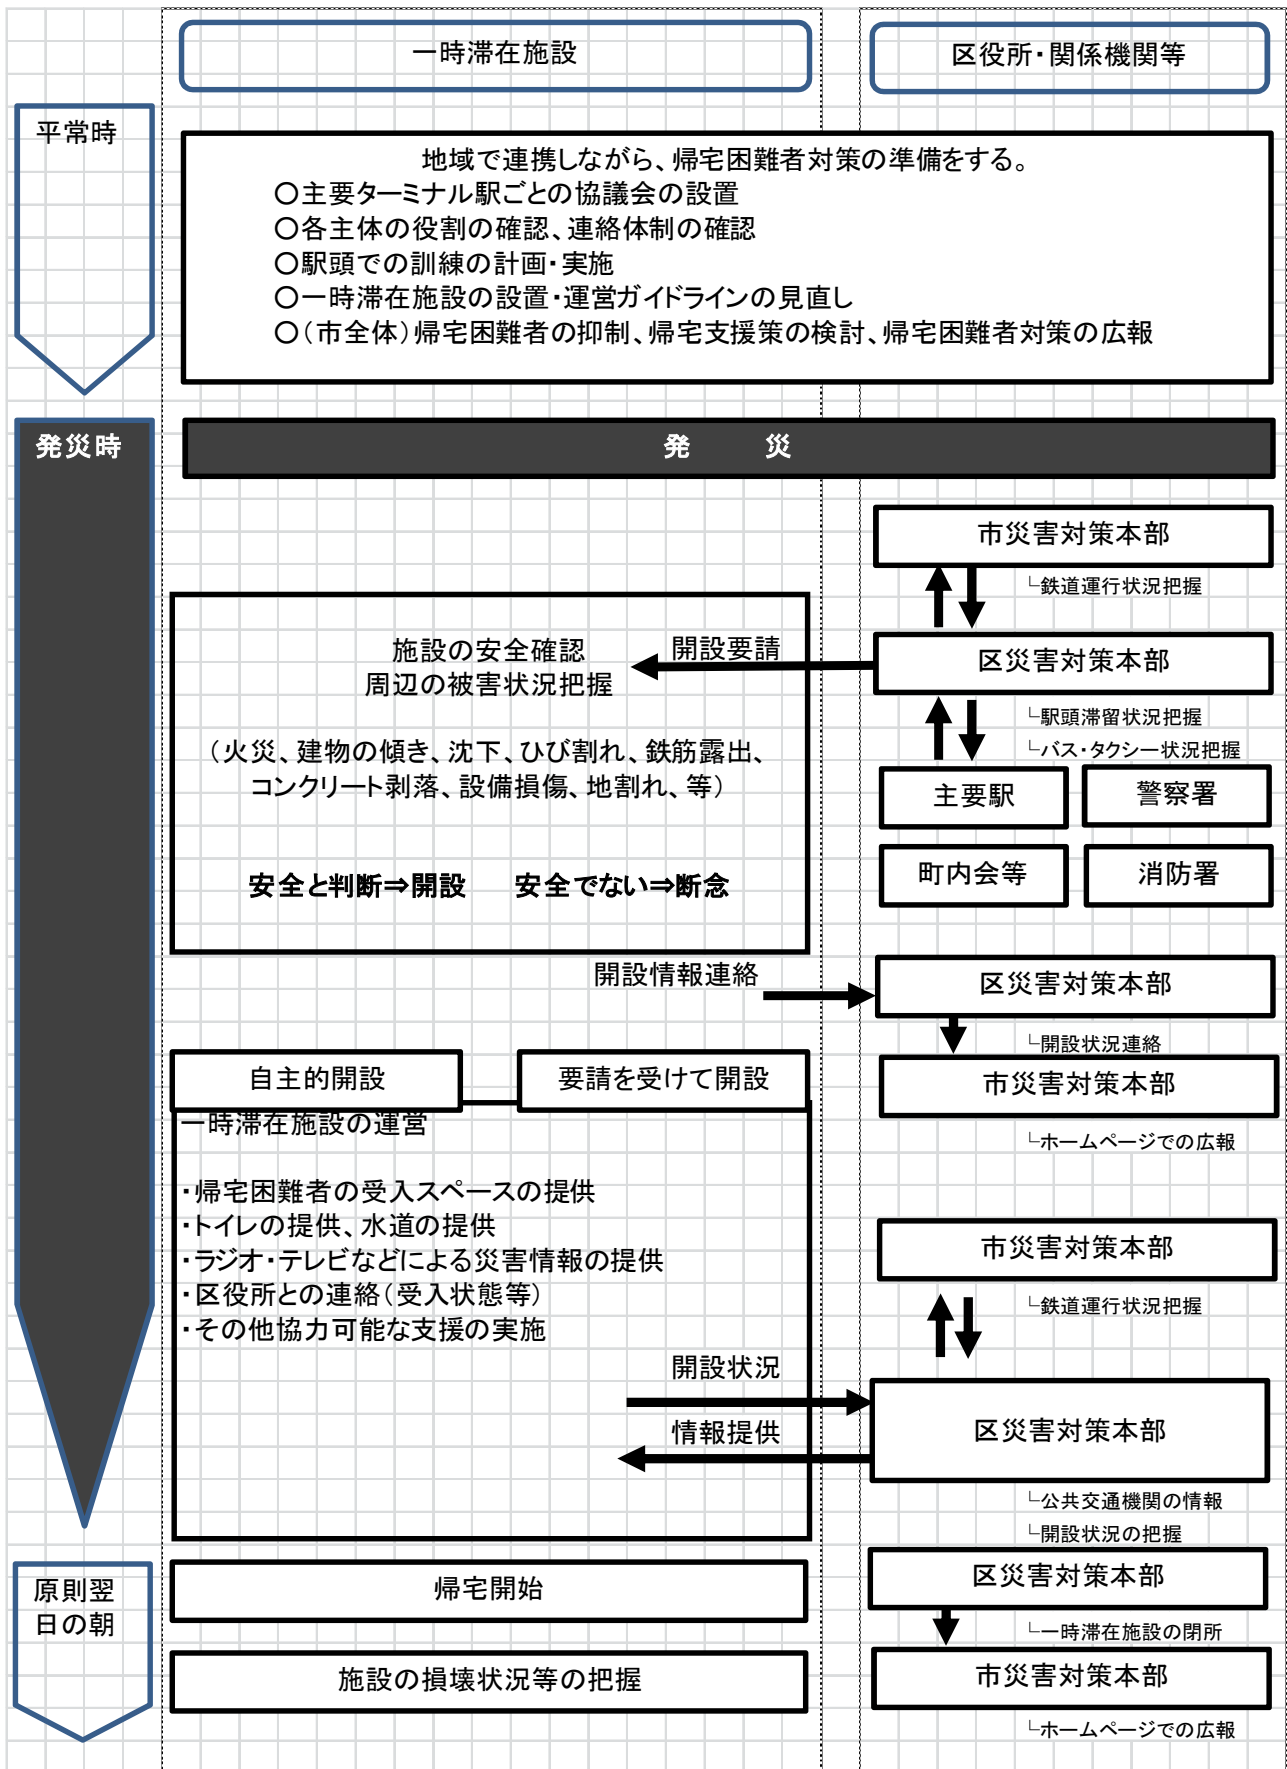 一時滞在施設
区役所・関係機関等
平常時
地域で連携しながら、帰宅困難者対策の準備をする。
○主要ターミナル駅ごとの協議会の設置
○各主体の役割の確認、連絡体制の確認
○駅頭での訓練の計画・実施
○一時滞在施設の設置・運営ガイドラインの見直し
○（市全体）帰宅困難者の抑制、帰宅支援策の検討、帰宅困難者対策の広報
発災時
発　　災
市災害対策本部
└鉄道運行状況把握
施設の安全確認
周辺の被害状況把握
（火災、建物の傾き、沈下、ひび割れ、鉄筋露出、
コンクリート剥落、設備損傷、地割れ、等）
安全と判断⇒開設　　安全でない⇒断念
開設要請
区災害対策本部
└駅頭滞留状況把握
└バス・タクシー状況把握
主要駅
警察署
町内会等
消防署
開設情報連絡
区災害対策本部
└開設状況連絡
自主的開設
要請を受けて開設
市災害対策本部
└ホームページでの広報
一時滞在施設の運営
・帰宅困難者の受入スペースの提供
・トイレの提供、水道の提供
・ラジオ・テレビなどによる災害情報の提供
・区役所との連絡（受入状態等）
・その他協力可能な支援の実施
市災害対策本部
└鉄道運行状況把握
開設状況
情報提供
区災害対策本部
└公共交通機関の情報
└開設状況の把握
原則翌
日の朝
帰宅開始
区災害対策本部
└一時滞在施設の閉所
施設の損壊状況等の把握
市災害対策本部
└ホームページでの広報